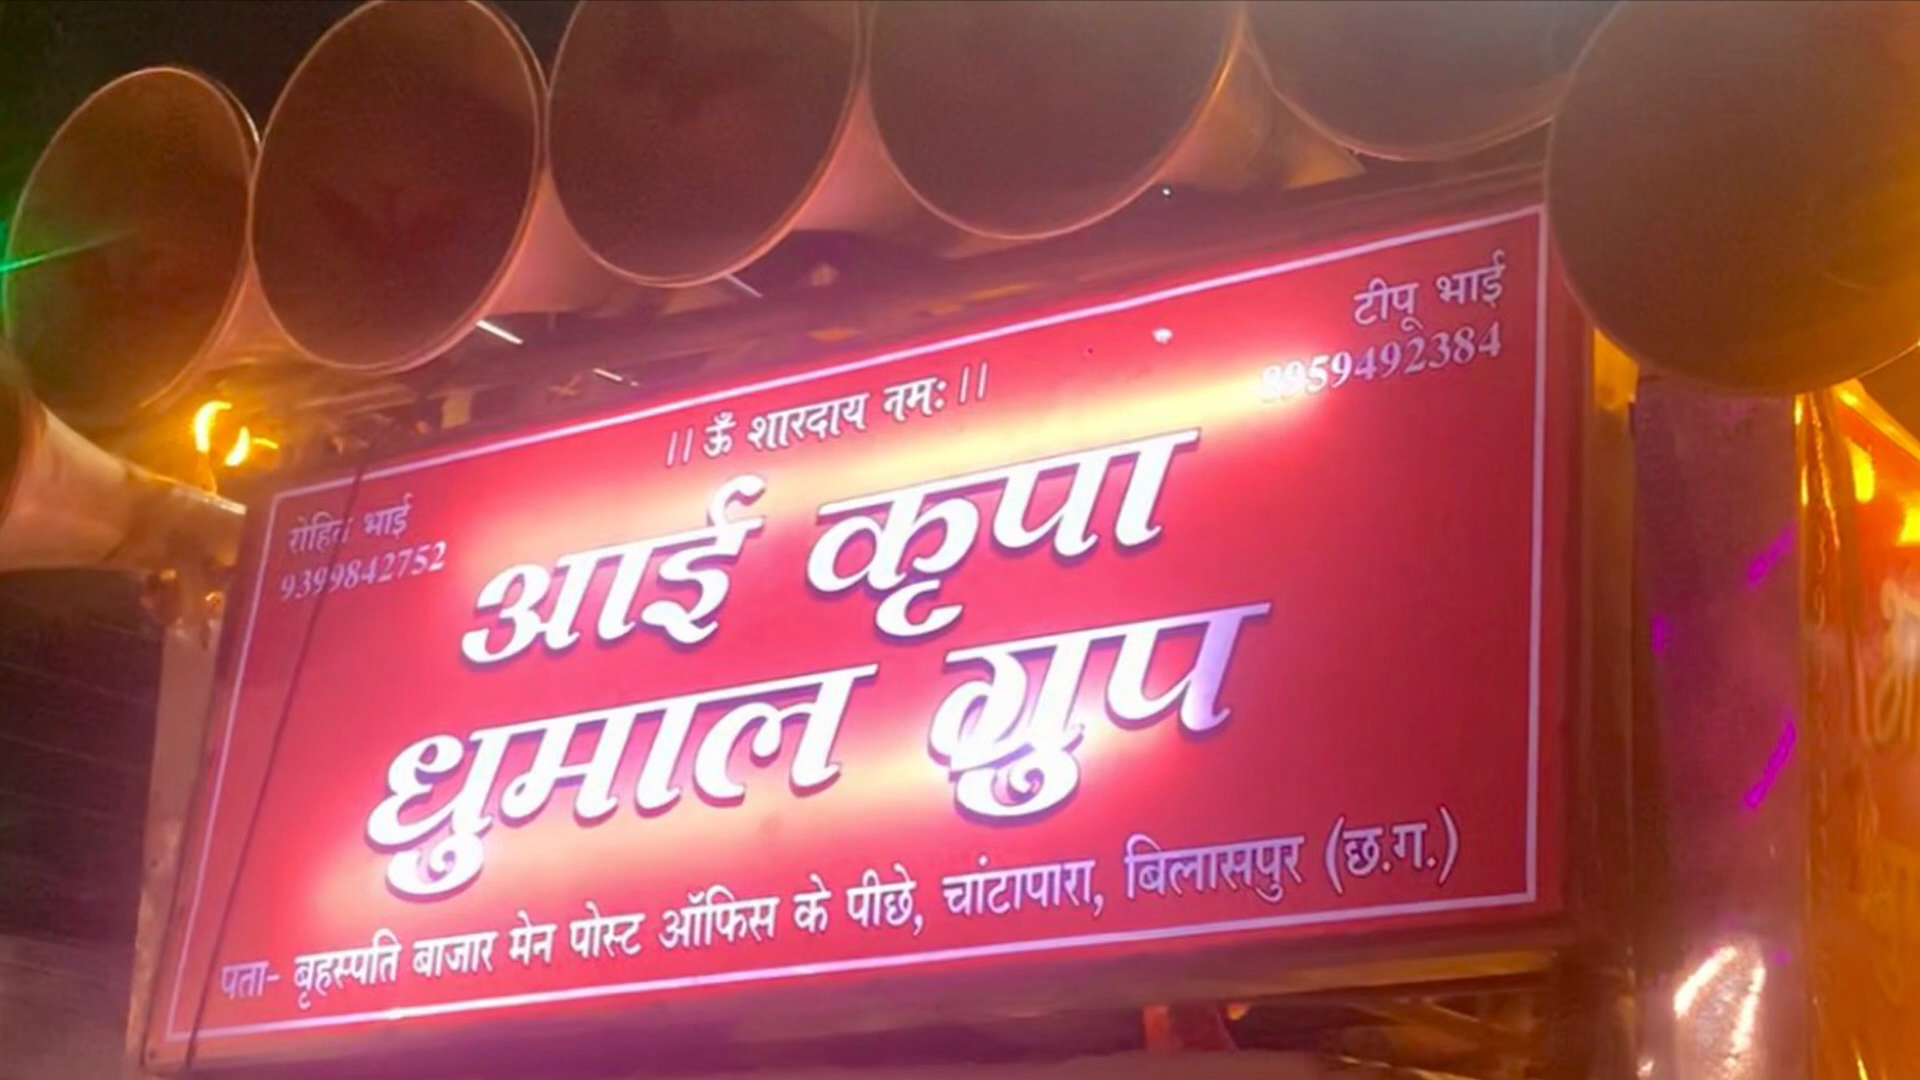 ।। ॐ शारदाय नमः ।।
टीपू भाई
8959492384
रोहित भाई
9399842752
आई कृपा
धुमाल ग्रुप
पता- बृहस्पति बाजार मेन पोस्ट ऑफिस के पीछे, चांटापारा, बिलासपुर (छ.ग.)